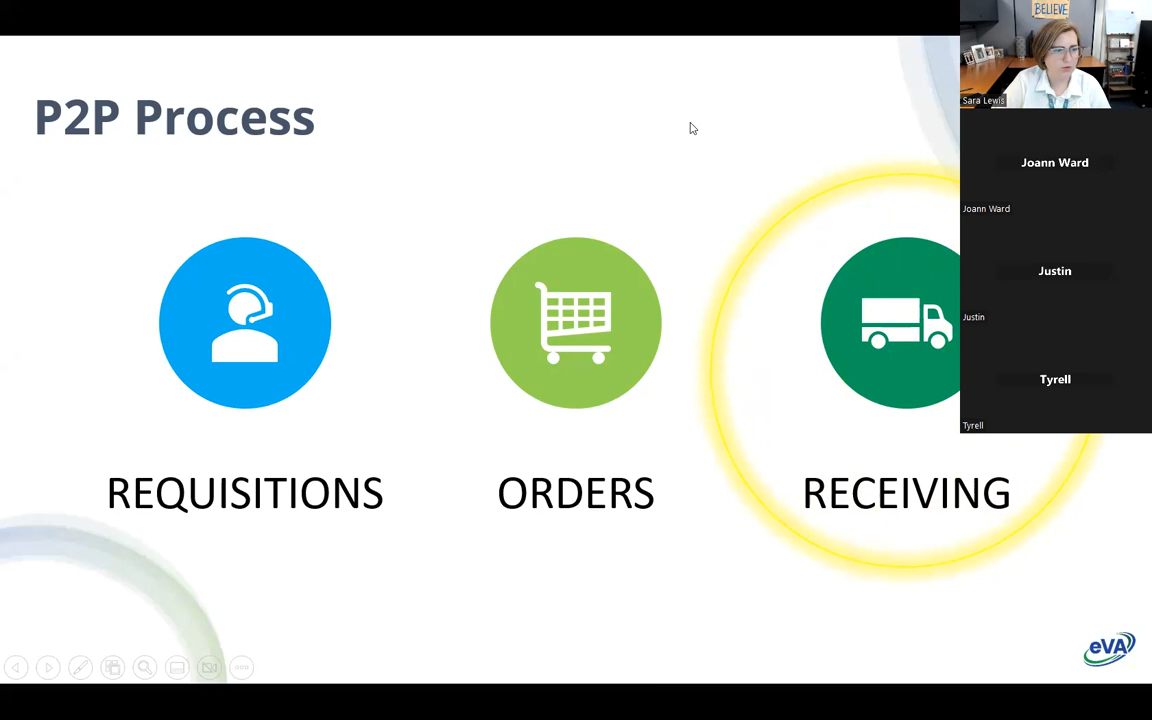 P2P Process
REQUISITIONS
ORDERS
RECEIVING
eVA
BELIEVE
Sara Lewis
Joann Ward
Joann Ward
Justin
Justin
Tyrell
Tyrell